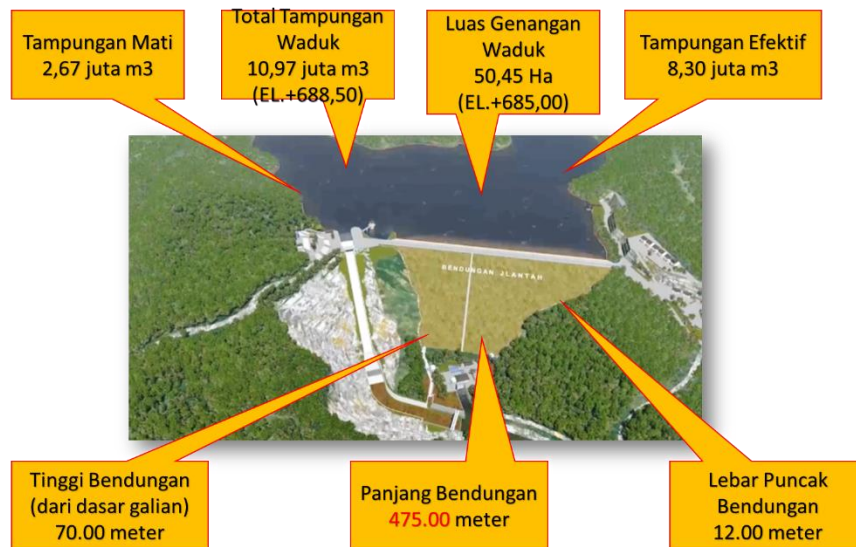 Tampungan Mati
2,67 juta m3
Total Tampungan
Waduk
10,97 juta m3
(EL.+688,50)
Luas Genangan
Waduk
50,45 Ha
(EL.+685,00)
Tampungan Efektif
8,30 juta m3
BENDUNGAN JLANTAH
Tinggi Bendungan
(dari dasar galian)
70.00 meter
Panjang Bendungan
475.00 meter
Lebar Puncak
Bendungan
12.00 meter